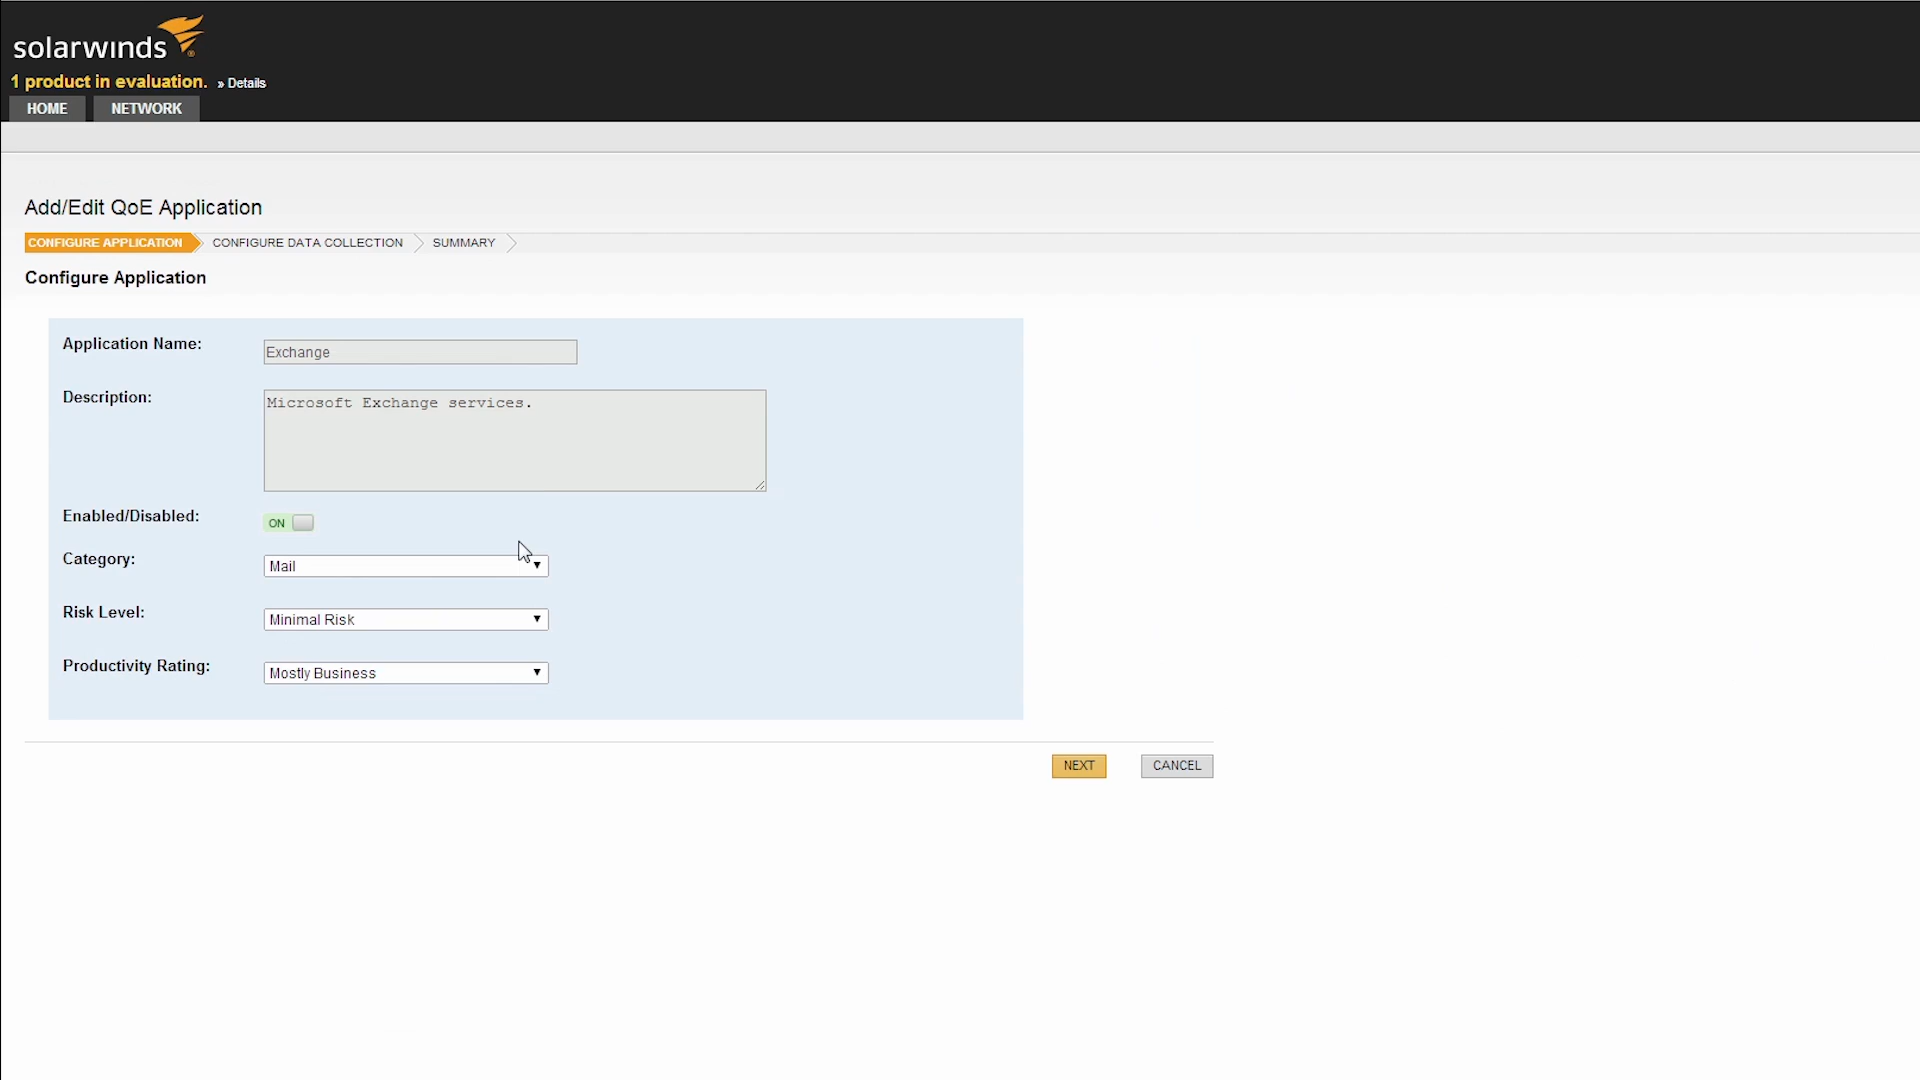 solarwinds
1 product in evaluation. » Details
HOME NETWORK
Add/Edit QoE Application
CONFIGURE APPLICATION CONFIGURE DATA COLLECTION SUMMARY
Configure Application
Application Name: Exchange
Description: Microsoft Exchange services.
Enabled/Disabled: ON
Category: Mail
Risk Level: Minimal Risk
Productivity Rating: Mostly Business
NEXT CANCEL